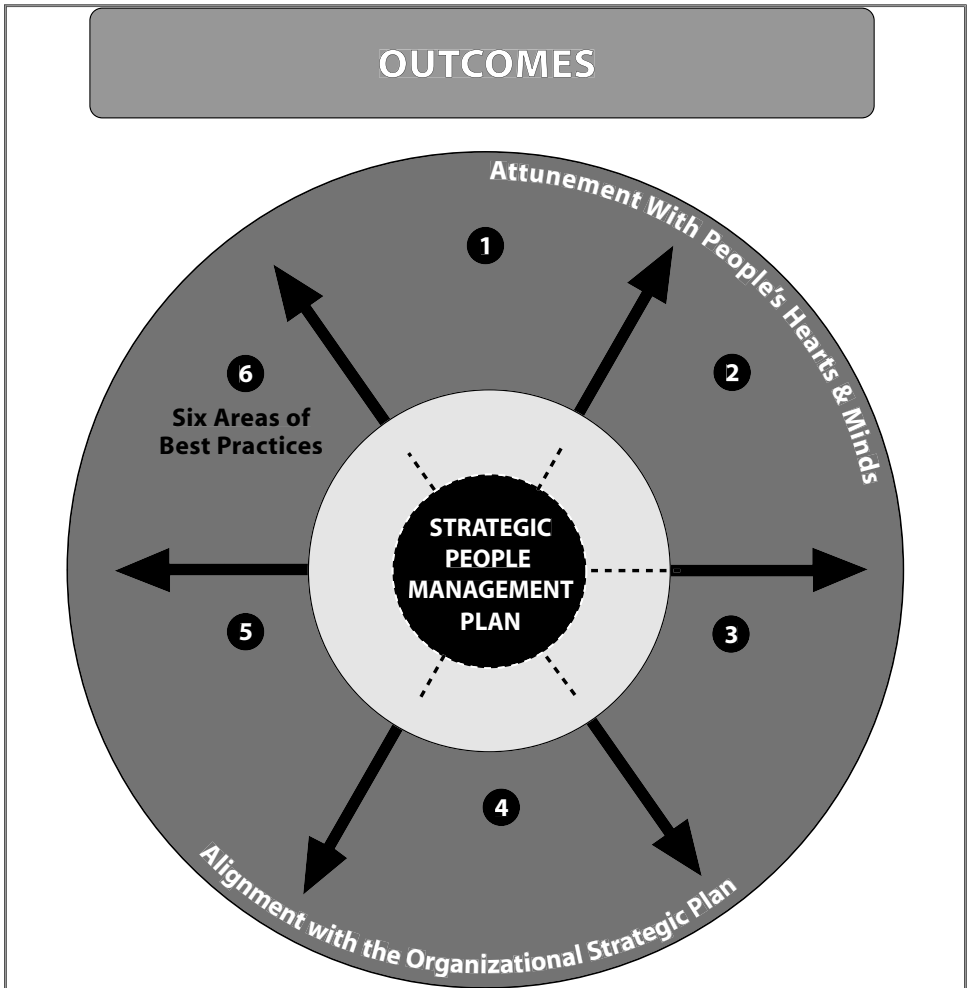 OUTCOMES
Attunement With People's Hearts & Minds
1
2
6
Six Areas of
Best Practices
STRATEGIC
PEOPLE
MANAGEMENT
PLAN
5
3
4
Alignment with the Organizational Strategic Plan